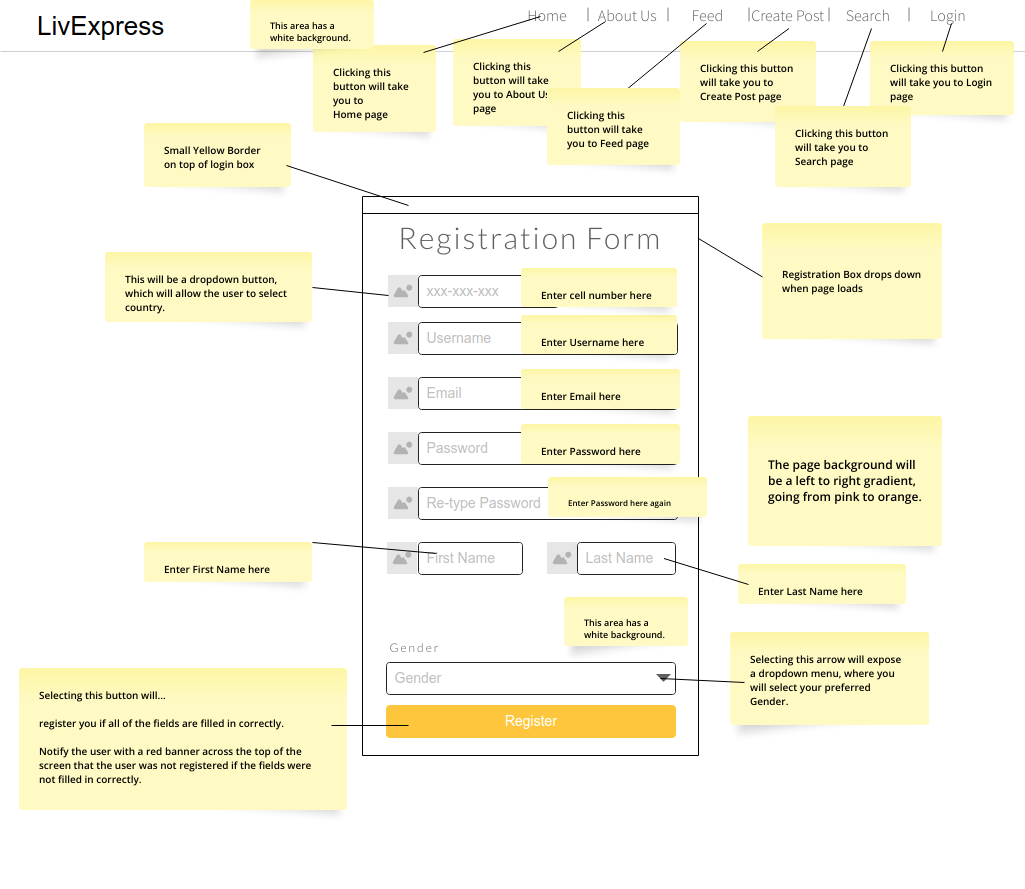 LivExpress
This area has a
white background.
Home | About Us | Feed |Create Post | Search | Login
Clicking this
button will take
you to
Home page
Clicking this
button will take
you to About Us
page
Clicking this
button will take
you to Feed page
Clicking this button
will take you to
Create Post page
Clicking this button
will take you to
Search page
Clicking this button
will take you to Login
page
Small Yellow Border
on top of login box
Registration Form
Registration Box drops down
when page loads
This will be a dropdown button,
which will allow the user to select
country.
xxx-xxx-xxx
Enter cell number here
Username
Enter Username here
Email
Enter Email here
Password
Enter Password here
Re-type Password
Enter Password here again
The page background will
be a left to right gradient,
going from pink to orange.
First Name
Last Name
Enter First Name here
Enter Last Name here
This area has a
white background.
Gender
Gender
Selecting this arrow will expose
a dropdown menu, where you
will select your preferred
Gender.
Register
Selecting this button will...
register you if all of the fields are filled in correctly.
Notify the user with a red banner across the top of the
screen that the user was not registered if the fields were
not filled in correctly.